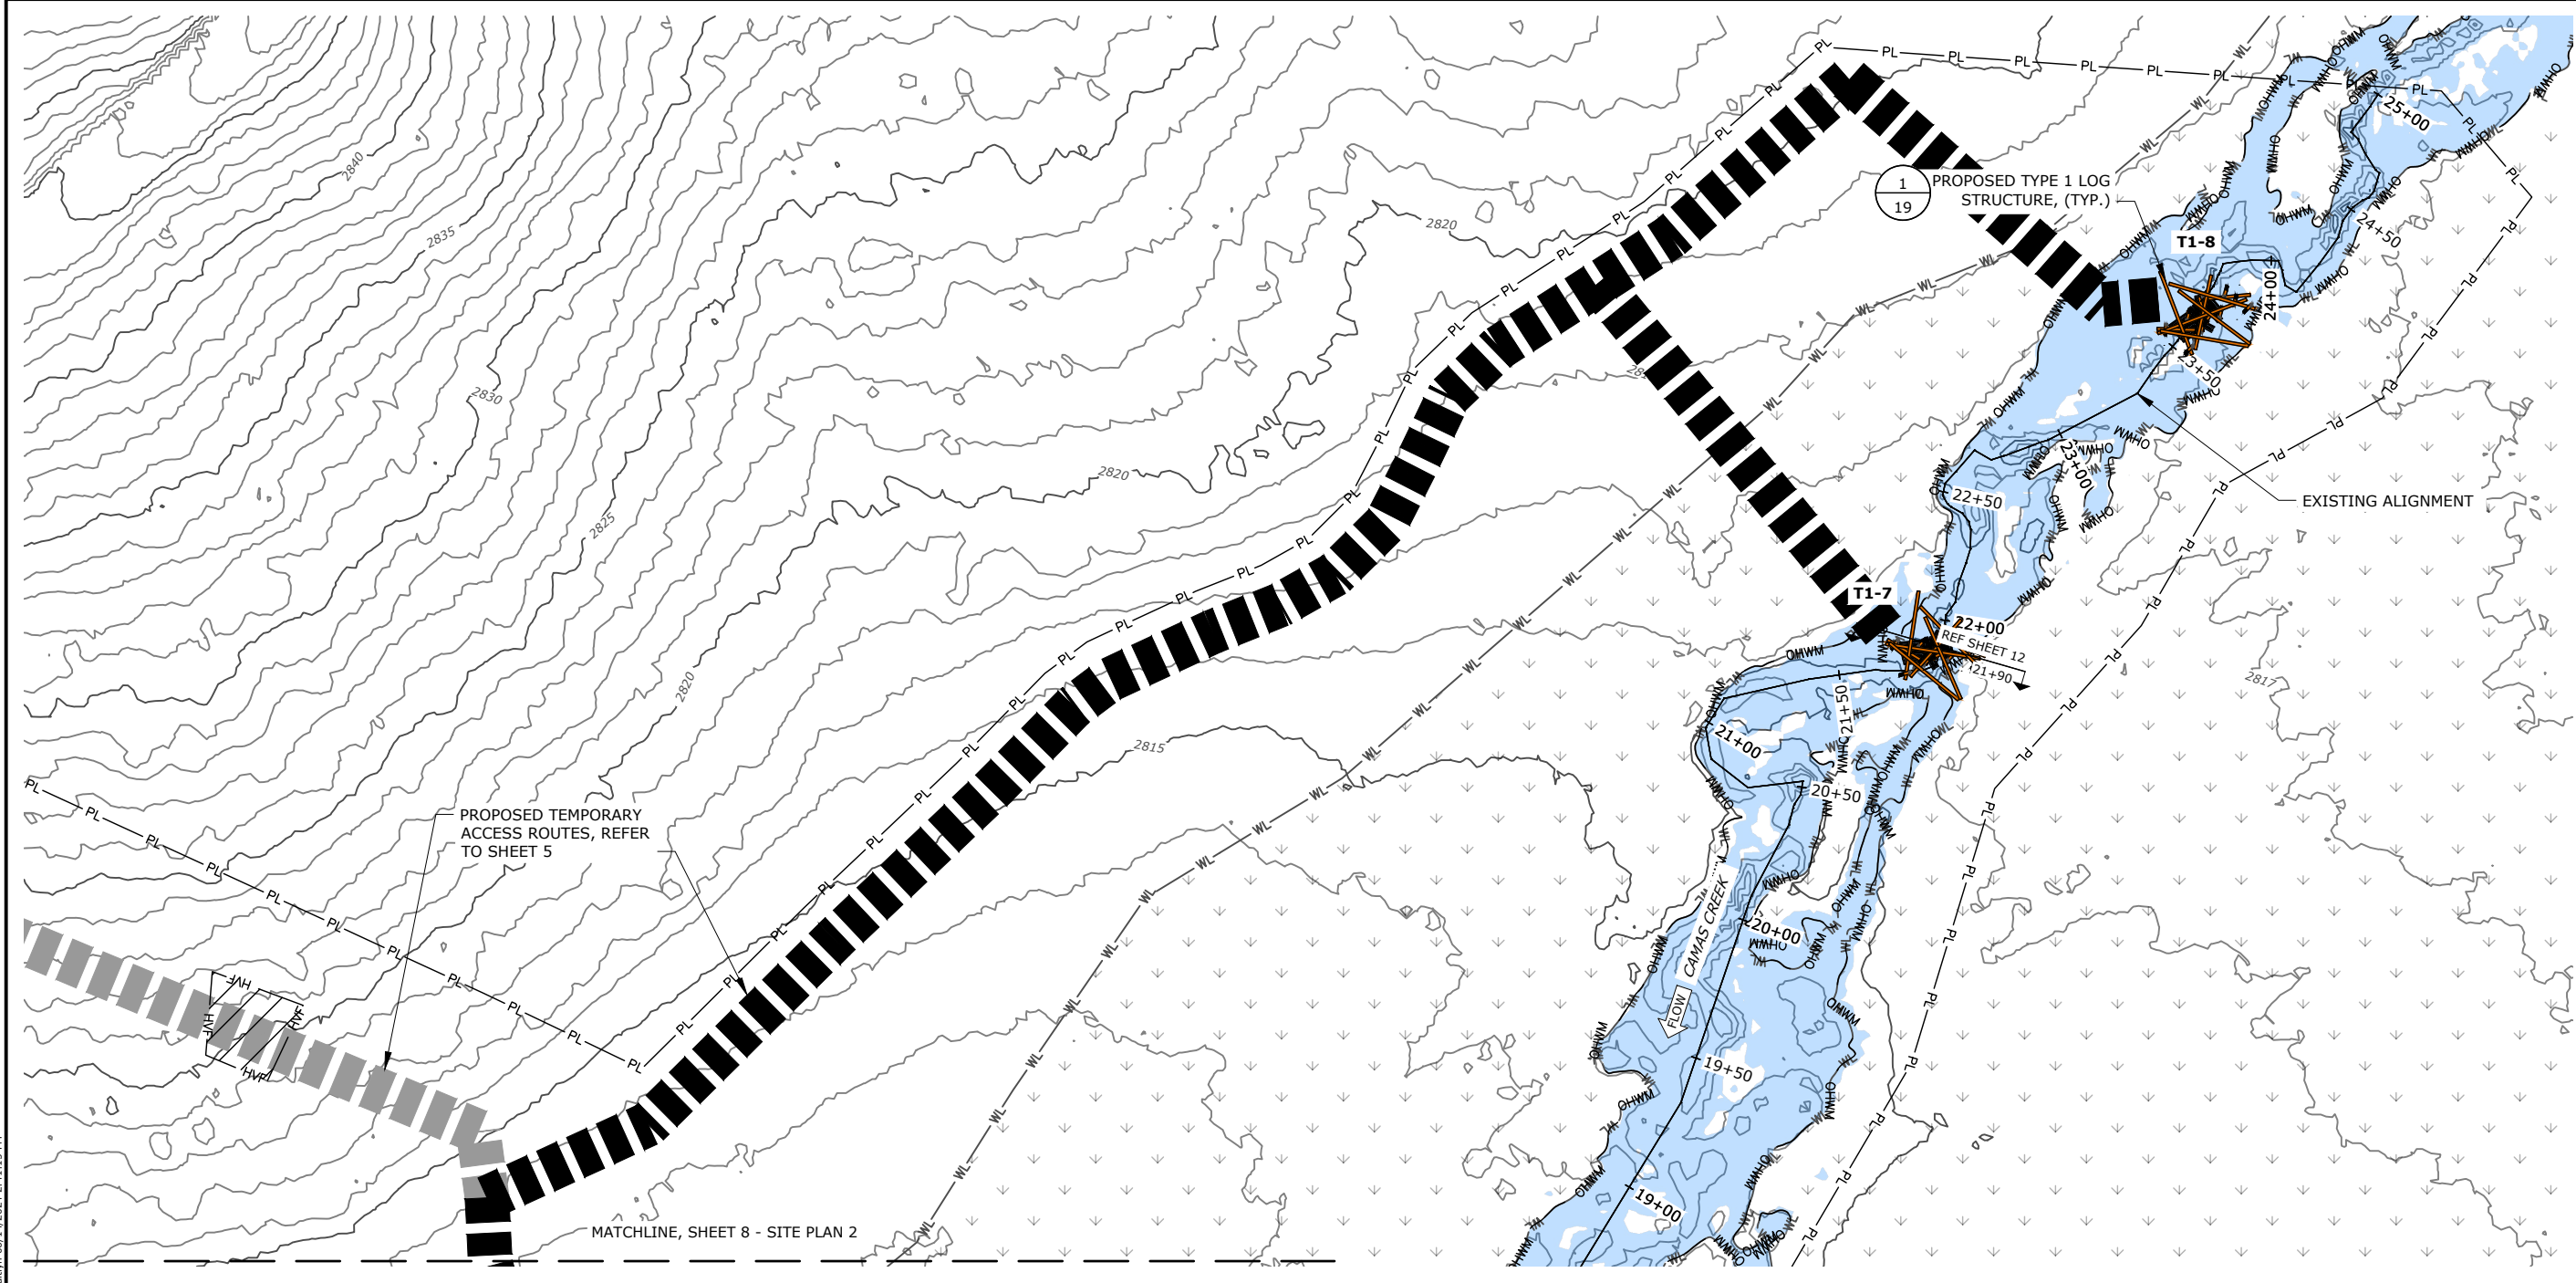 PROPOSED TYPE 1 LOG
STRUCTURE, (TYP.)
1
19
T1-8
25+00
24+50
24+00
23+50
23+00
22+50
EXISTING ALIGNMENT
T1-7
22+00
REF SHEET 12
21+90
21+50
21+00
20+50
20+00
CAMAS CREEK
FLOW
19+50
19+00
2840
2835
2830
2825
2820
2820
2820
2815
2817
PROPOSED TEMPORARY
ACCESS ROUTES, REFER
TO SHEET 5
HVF
HVF
HVF
HVF
MATCHLINE, SHEET 8 - SITE PLAN 2
PL
WL
OHWM